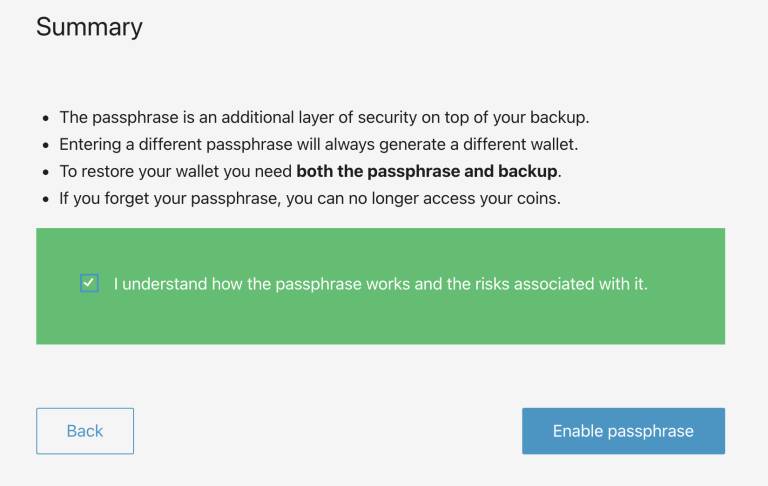 Summary
The passphrase is an additional layer of security on top of your backup.
Entering a different passphrase will always generate a different wallet.
To restore your wallet you need both the passphrase and backup.
If you forget your passphrase, you can no longer access your coins.
I understand how the passphrase works and the risks associated with it.
Back
Enable passphrase